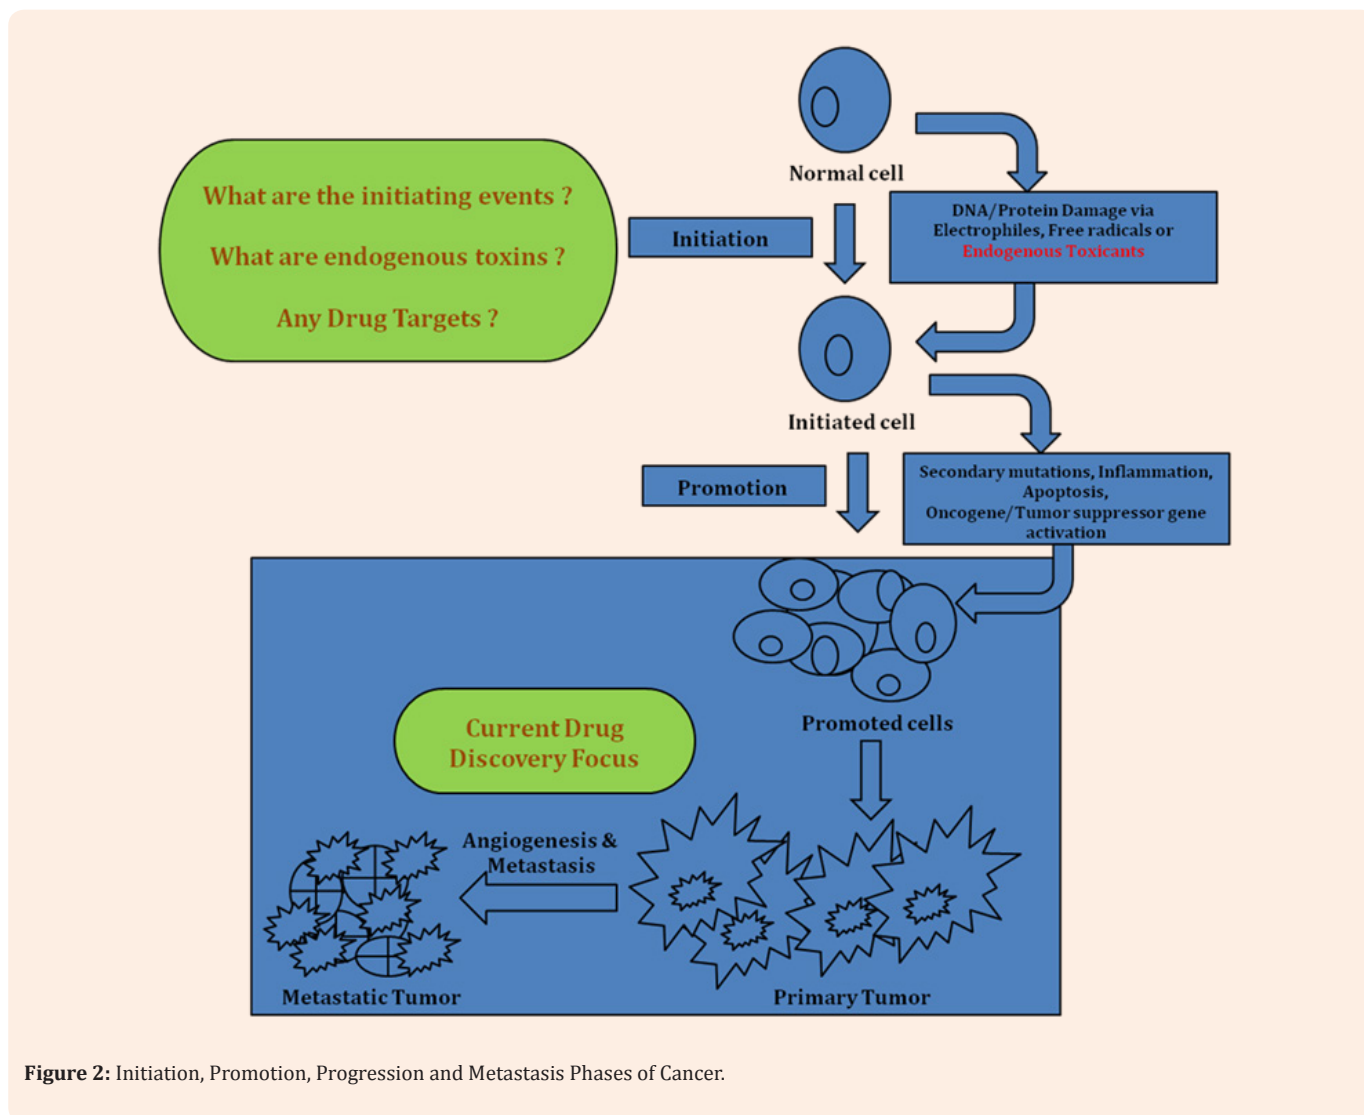 Normal cell
What are the initiating events ?
What are endogenous toxins ?
Any Drug Targets ?
Initiation
DNA/Protein Damage via
Electrophiles, Free radicals or
Endogenous Toxicants
Initiated cell
Promotion
Secondary mutations, Inflammation,
Apoptosis,
Oncogene/Tumor suppressor gene
activation
Promoted cells
Current Drug
Discovery Focus
Angiogenesis &
Metastasis
Metastatic Tumor
Primary Tumor
Figure 2: Initiation, Promotion, Progression and Metastasis Phases of Cancer.